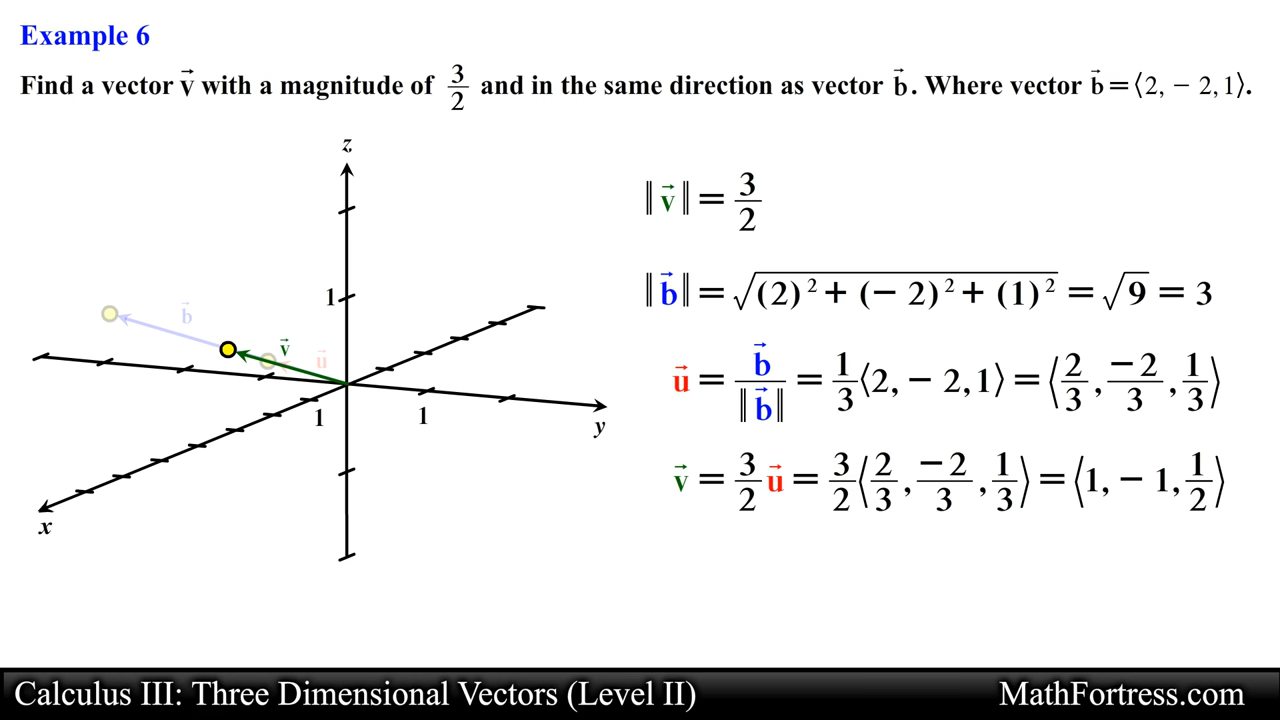 Example 6
Find a vector v⃗ with a magnitude of 3/2 and in the same direction as vector b⃗. Where vector b⃗ = ⟨2, − 2, 1⟩.
z
1
b⃗
v⃗
u⃗
1
1
y
x
‖v⃗‖ = 3/2
‖b⃗‖ = √((2)² + (− 2)² + (1)²) = √9 = 3
u⃗ = b⃗/‖b⃗‖ = 1/3⟨2, − 2, 1⟩ = ⟨2/3, −2/3, 1/3⟩
v⃗ = 3/2 u⃗ = 3/2⟨2/3, −2/3, 1/3⟩ = ⟨1, − 1, 1/2⟩
Calculus III: Three Dimensional Vectors (Level II)
MathFortress.com